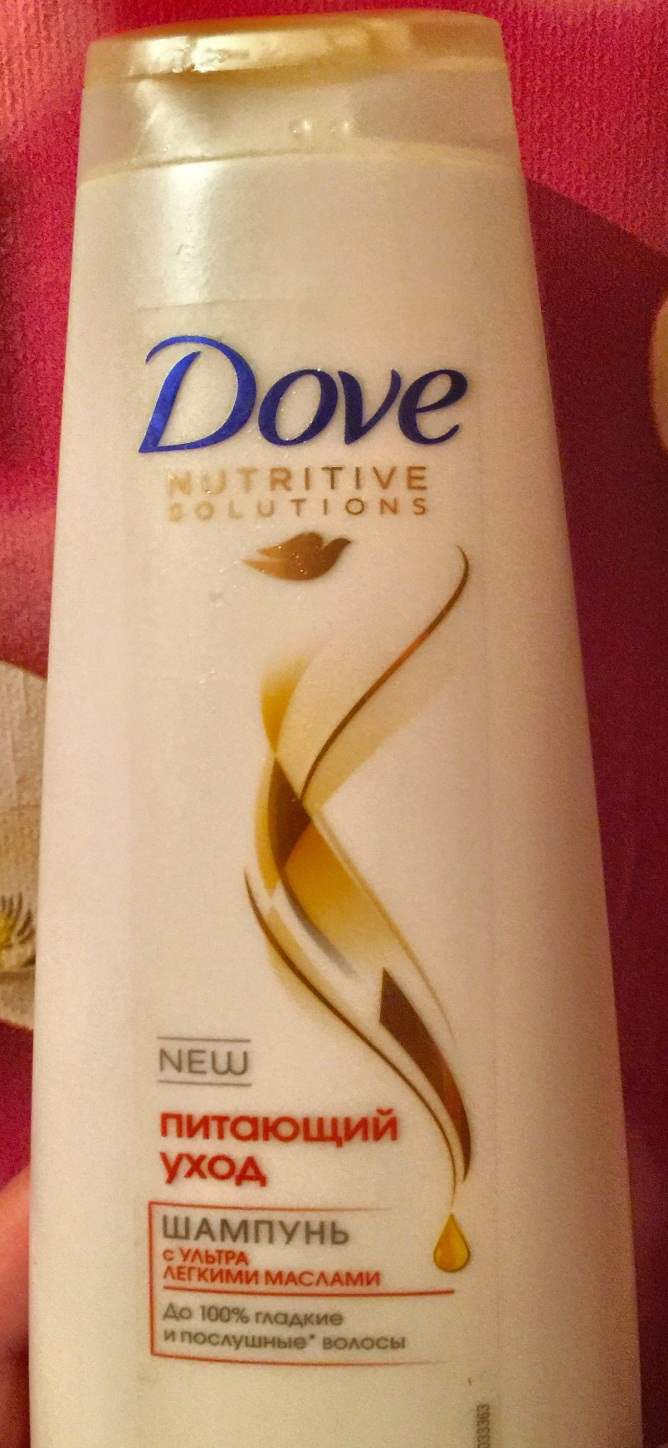 Dove
NUTRITIVE
SOLUTIONS
NEW
питающий
уход
ШАМПУНЬ
с УЛЬТРА
ЛЕГКИМИ МАСЛАМИ
До 100% гладкие
и послушные* волосы